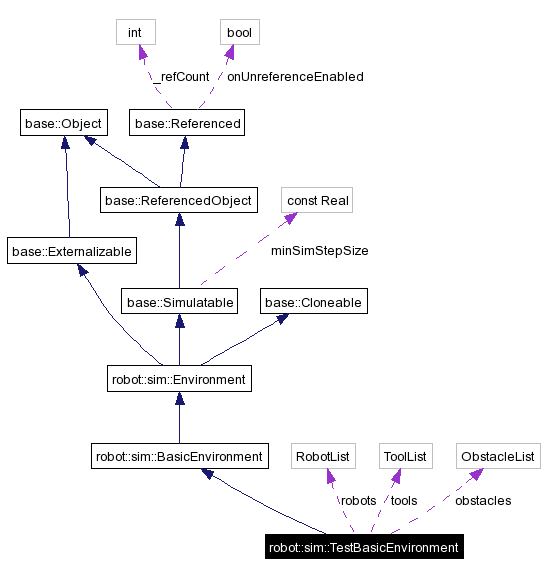 int
bool
_refCount
onUnreferenceEnabled
base::Object
base::Referenced
base::ReferencedObject
const Real
base::Externalizable
minSimStepSize
base::Simulatable
base::Cloneable
robot::sim::Environment
robot::sim::BasicEnvironment
RobotList
ToolList
ObstacleList
robots
tools
obstacles
robot::sim::TestBasicEnvironment